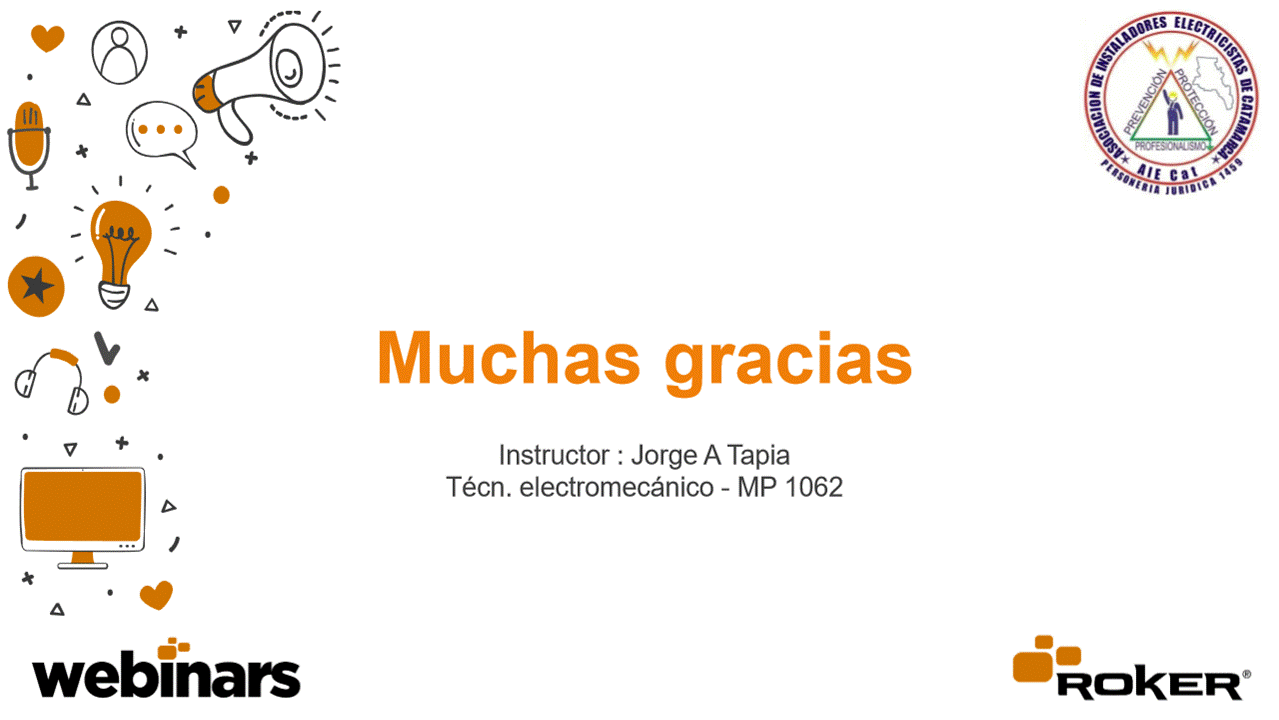 ASOCIACION DE INSTALADORES ELECTRICISTAS DE CATAMARCA
PREVENCIÓN
PROTECCIÓN
PROFESIONALISMO
AIE Cat
PERSONERIA JURIDICA 1459
Muchas gracias
Instructor : Jorge A Tapia
Técn. electromecánico - MP 1062
webinars
ROKER®